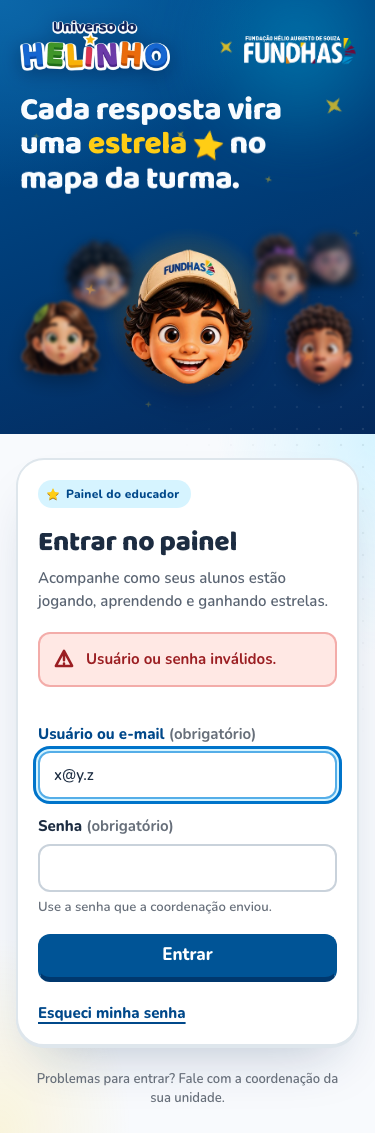 Universo do
HELINHO
FUNDAÇÃO HÉLIO AUGUSTO DE SOUZA
FUNDHAS
Cada resposta vira
uma estrela ⭐ no
mapa da turma.
FUNDHAS
Painel do educador
Entrar no painel
Acompanhe como seus alunos estão
jogando, aprendendo e ganhando estrelas.
Usuário ou senha inválidos.
Usuário ou e-mail (obrigatório)
x@y.z
Senha (obrigatório)
Use a senha que a coordenação enviou.
Entrar
Esqueci minha senha
Problemas para entrar? Fale com a coordenação da
sua unidade.